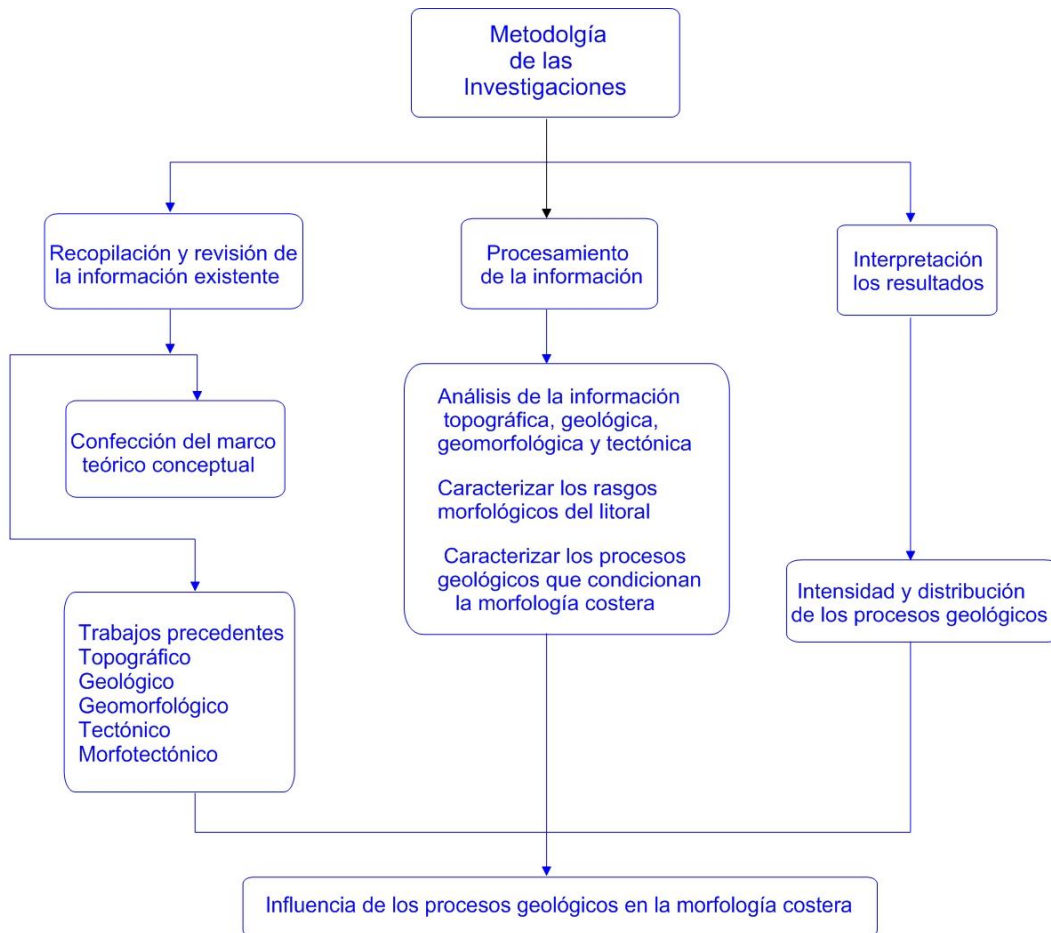 Metodolgía
de las
Investigaciones
Recopilación y revisión de
la información existente
Procesamiento
de la información
Interpretación
los resultados
Confección del marco
teórico conceptual
Análisis de la información
topográfica, geológica,
geomorfológica y tectónica
Caracterizar los rasgos
morfológicos del litoral
Caracterizar los procesos
geológicos que condicionan
la morfología costera
Intensidad y distribución
de los procesos geológicos
Trabajos precedentes
Topográfico
Geológico
Geomorfológico
Tectónico
Morfotectónico
Influencia de los procesos geológicos en la morfología costera